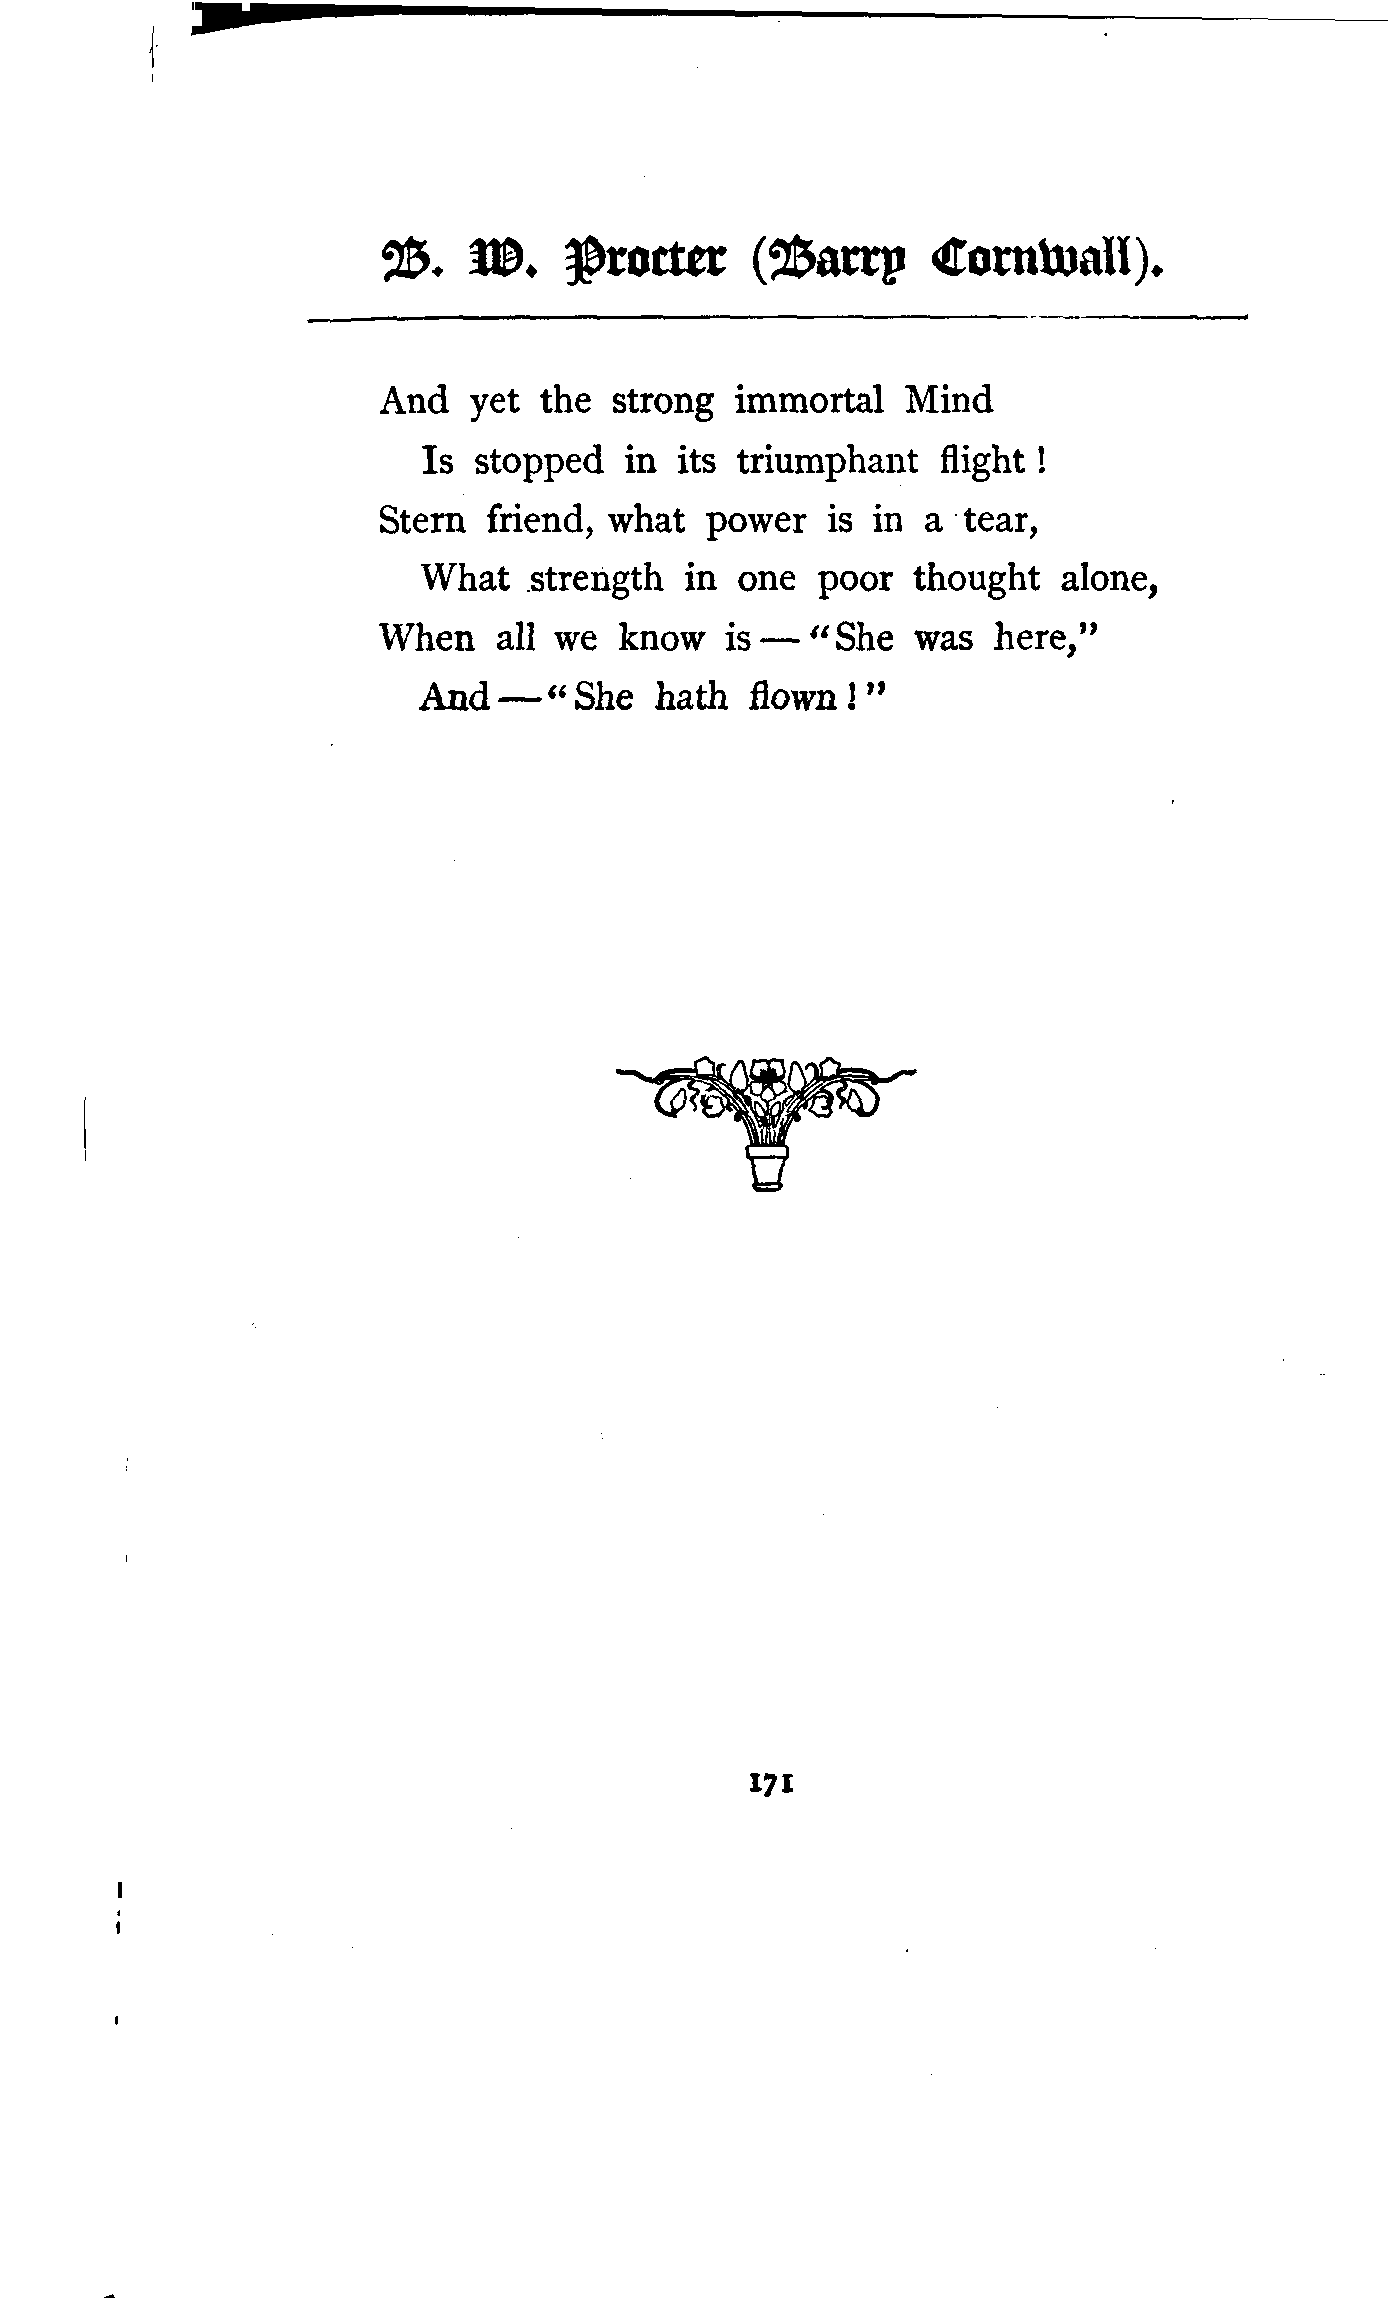 B. W. Procter (Barry Cornwall).
And yet the strong immortal Mind
Is stopped in its triumphant flight!
Stern friend, what power is in a tear,
What strength in one poor thought alone,
When all we know is—"She was here,"
And—"She hath flown!"
171